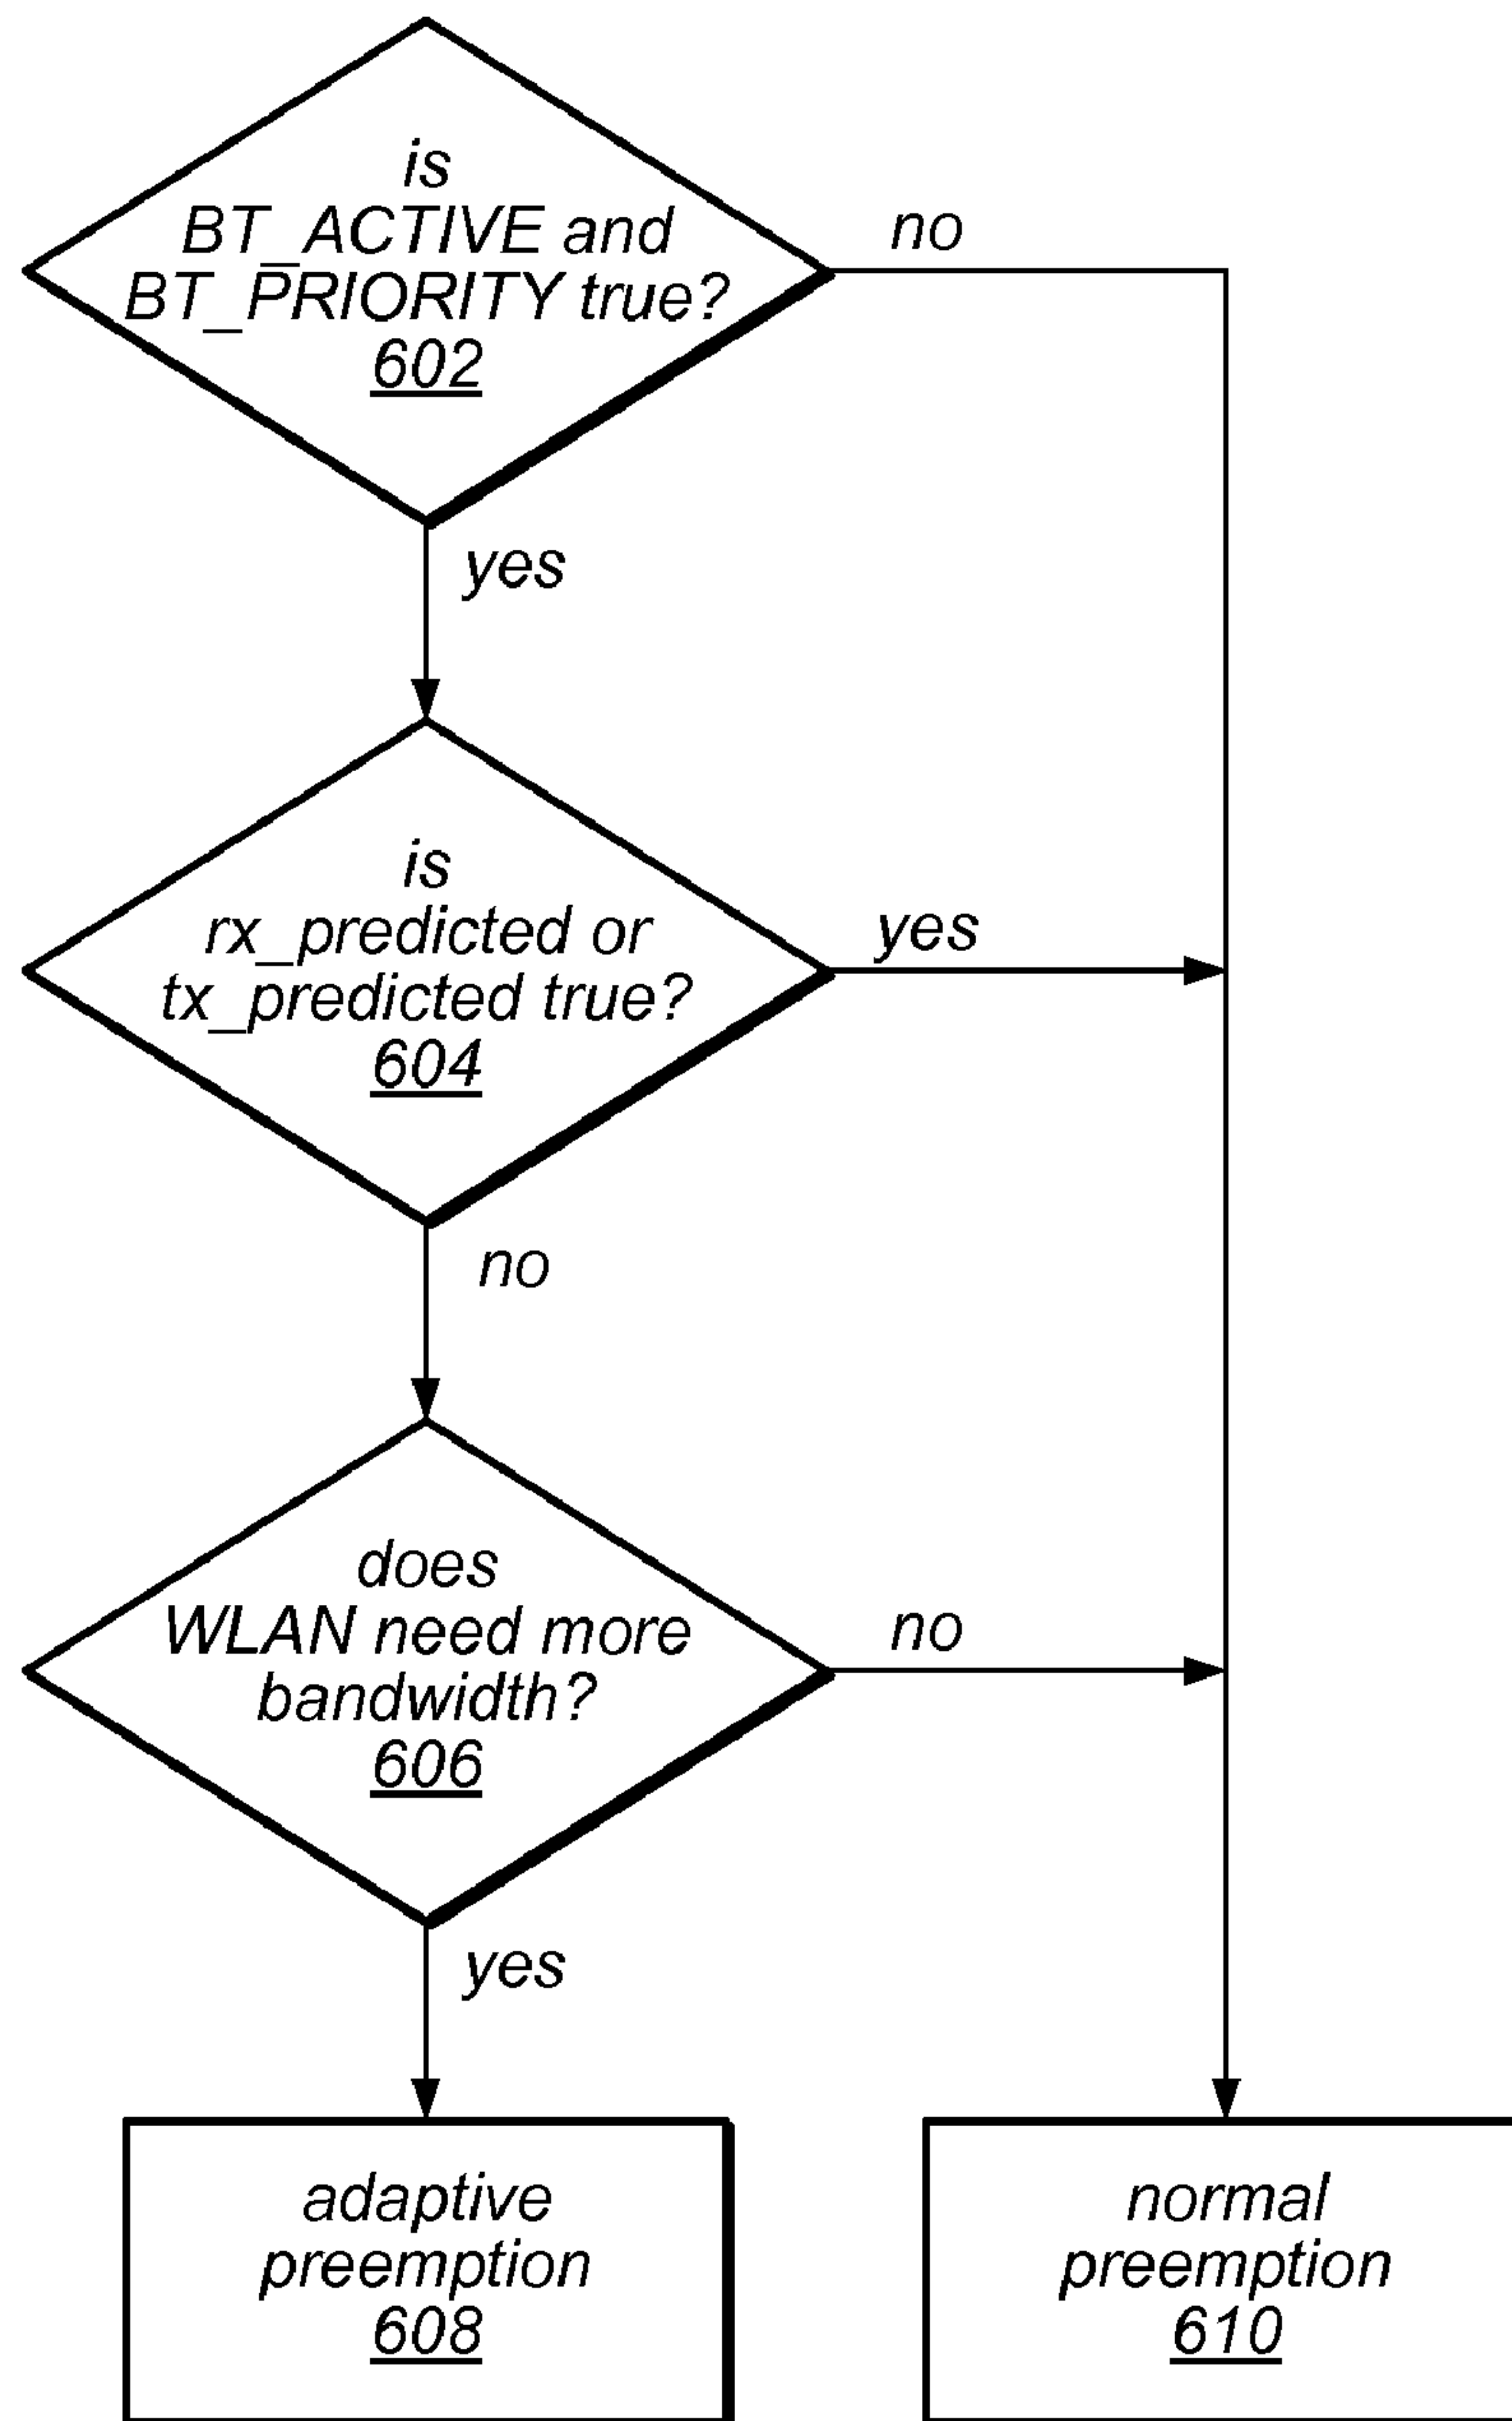 is
BT_ACTIVE and
BT_PRIORITY true?
602
no
yes
is
rx_predicted or
tx_predicted true?
604
yes
no
does
WLAN need more
bandwidth?
606
no
yes
adaptive
preemption
608
normal
preemption
610